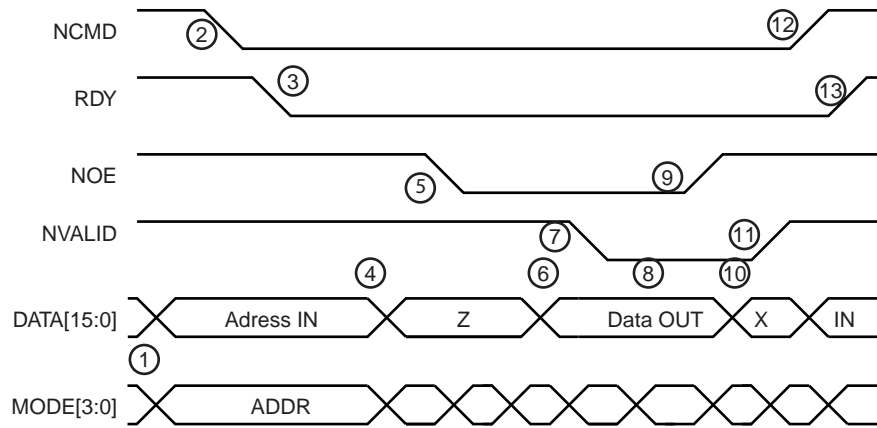 NCMD ② ⑫
RDY ③ ⑬
NOE ⑤ ⑨
NVALID ⑦ ⑪
④ ⑥ ⑧ ⑩
DATA[15:0] Adress IN Z Data OUT X IN
①
MODE[3:0] ADDR